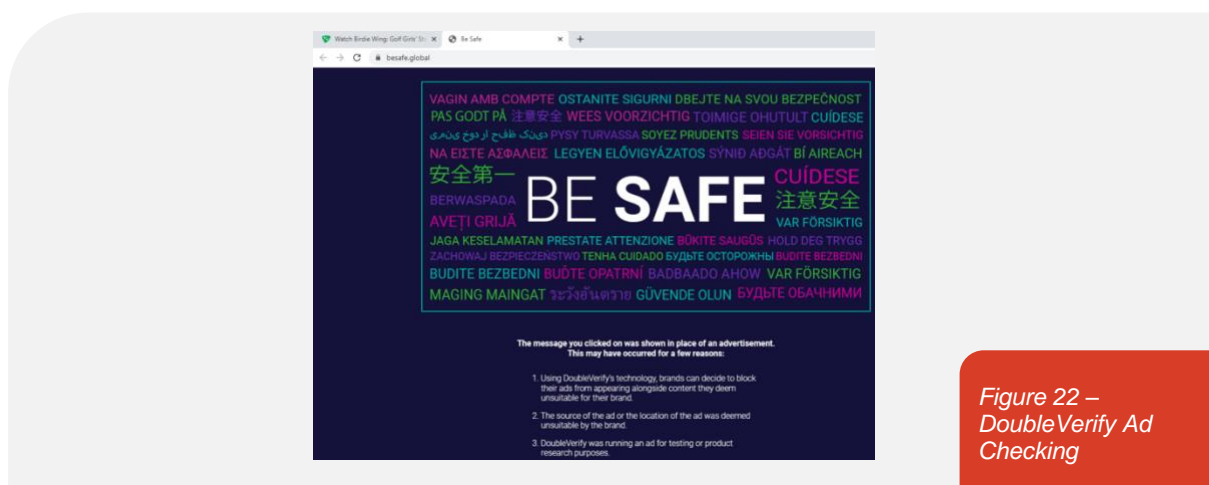 Watch Birdie Wing: Golf Girls' St
Be Safe
besafe.global
VAGIN AMB COMPTE OSTANITE SIGURNI DBEJTE NA SVOU BEZPEČNOST
PAS GODT PÅ 注意安全 WEES VOORZICHTIG TOIMIGE OHUTULT CUÍDESE
PYSY TURVASSA SOYEZ PRUDENTS SEIEN SIE VORSICHTIG
ΝΑ ΕΙΣΤΕ ΑΣΦΑΛΕΙΣ LEGYEN ELŐVIGYÁZATOS SÝNIÐ AÐGÁT BÍ AIREACH
安全第一 BE SAFE CUÍDESE
BERWASPADA 注意安全
AVEȚI GRIJĂ VAR FÖRSIKTIG
JAGA KESELAMATAN PRESTATE ATTENZIONE BŪKITE SAUGŪS HOLD DEG TRYGG
ZACHOWAJ BEZPIECZEŃSTWO TENHA CUIDADO БУДЬТЕ ОСТОРОЖНЫ BUDITE BEZBEDNI
BUDITE BEZBEDNI BUĎTE OPATRNÍ BADBAADO AHOW VAR FÖRSIKTIG
MAGING MAINGAT ระวังอันตราย GÜVENDE OLUN БУДЬТЕ ОБАЧНИМИ
The message you clicked on was shown in place of an advertisement.
This may have occurred for a few reasons:
1. Using DoubleVerify's technology, brands can decide to block
their ads from appearing alongside content they deem
unsuitable for their brand.
2. The source of the ad or the location of the ad was deemed
unsuitable by the brand.
3. DoubleVerify was running an ad for testing or product
research purposes.
Figure 22 –
DoubleVerify Ad
Checking